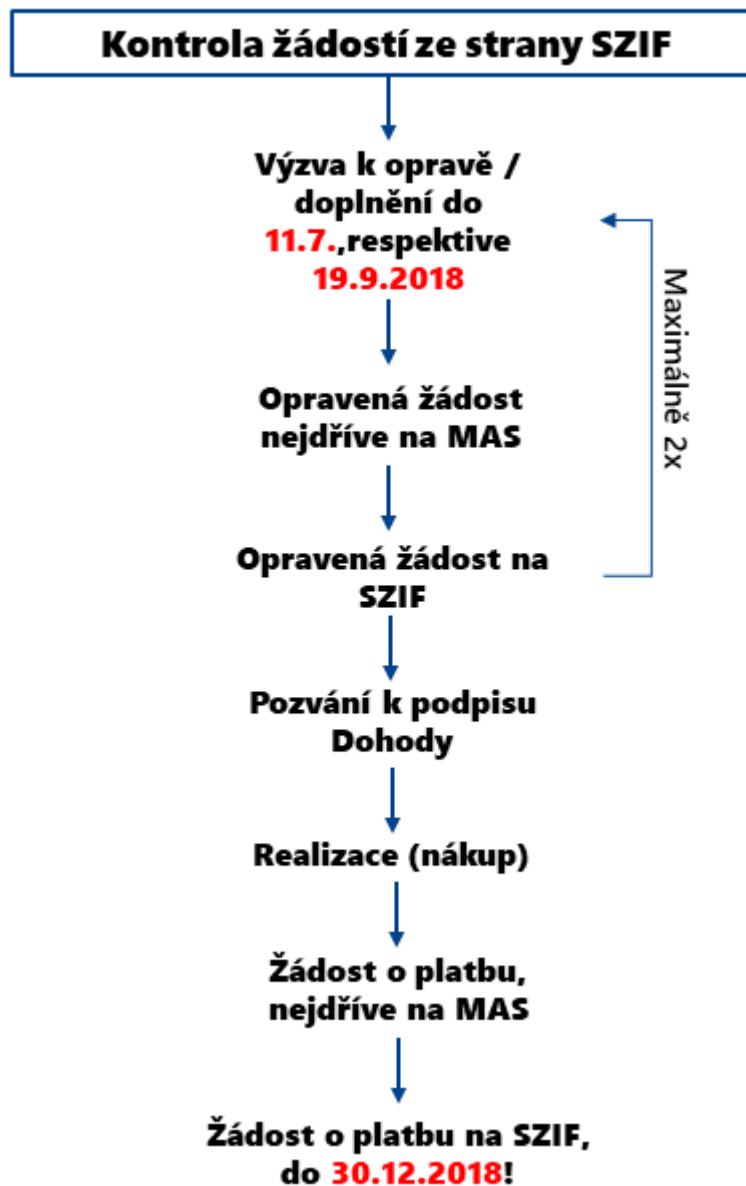 Kontrola žádostí ze strany SZIF
Výzva k opravě /
doplnění do
11.7.,respektive
19.9.2018
Maximálně 2x
Opravená žádost
nejdříve na MAS
Opravená žádost na
SZIF
Pozvání k podpisu
Dohody
Realizace (nákup)
Žádost o platbu,
nejdříve na MAS
Žádost o platbu na SZIF,
do 30.12.2018!